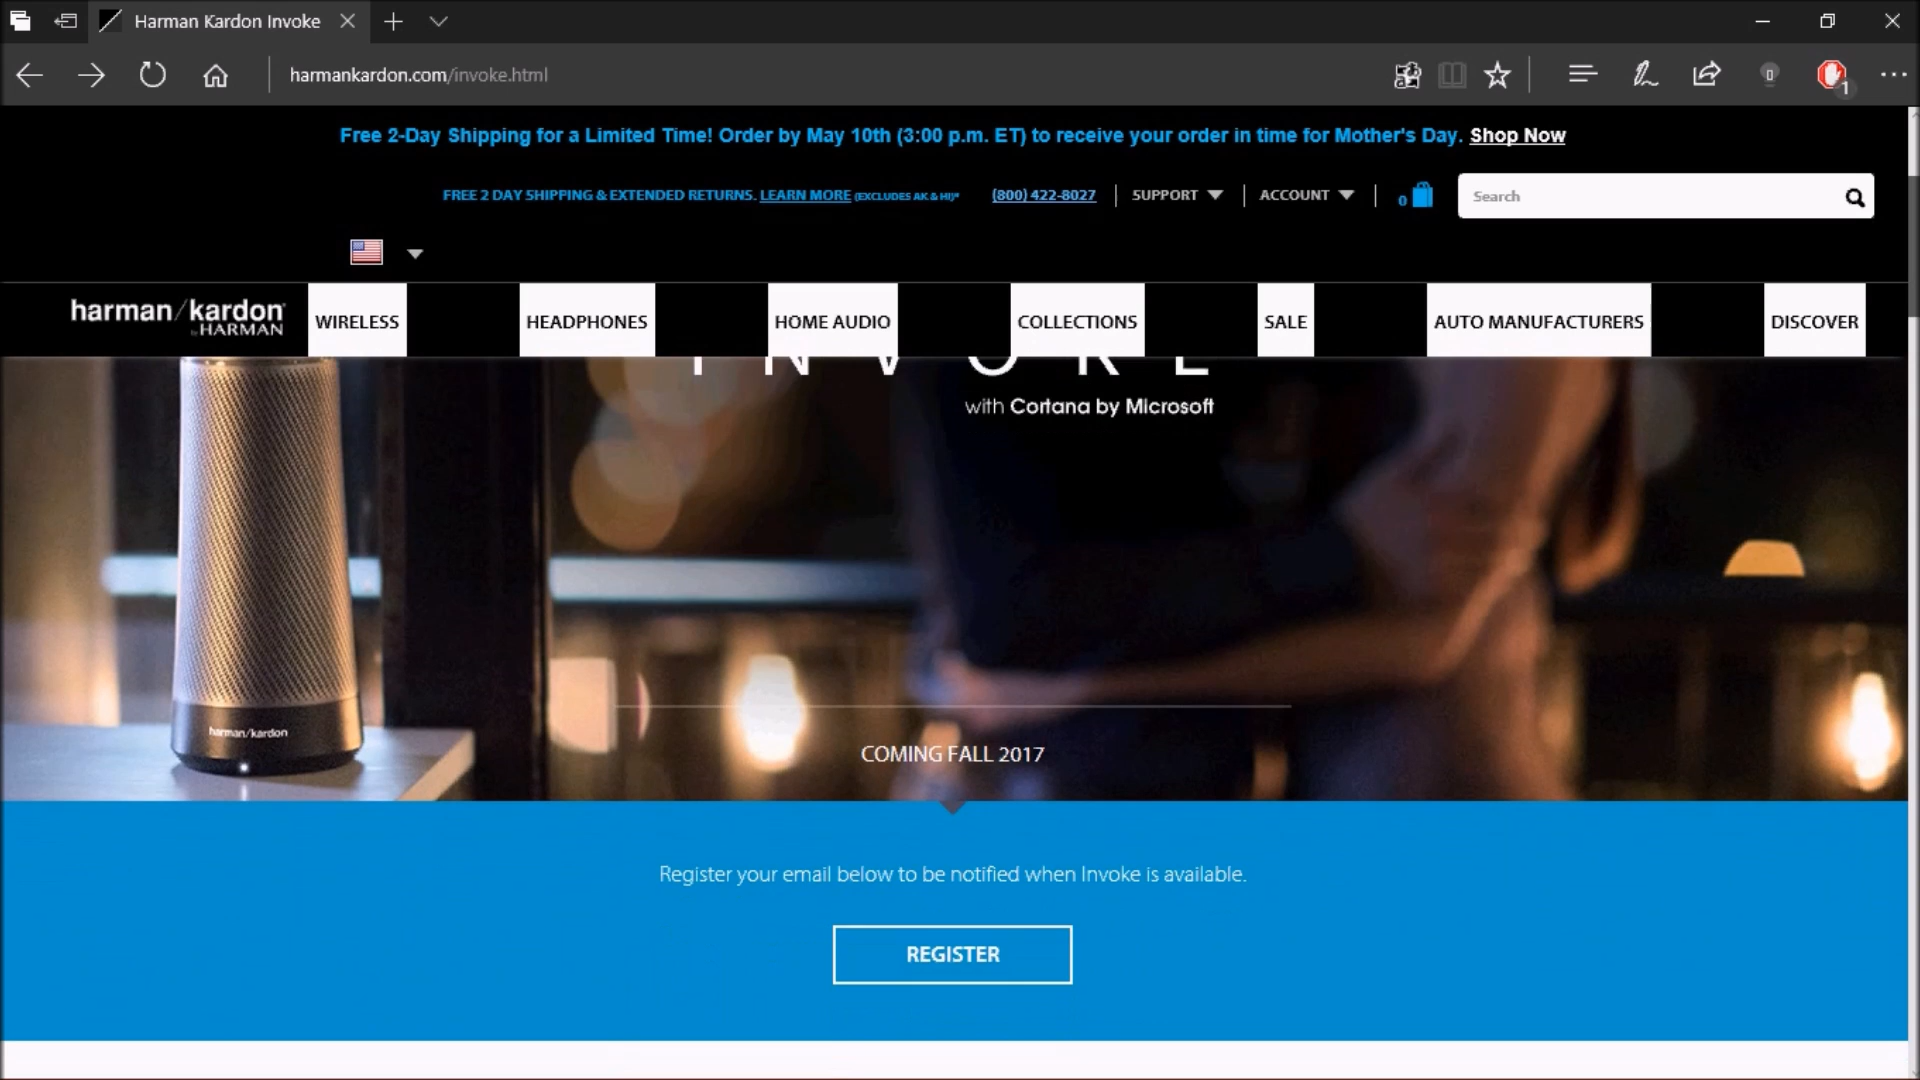 Harman Kardon Invoke
harmankardon.com/invoke.html
1
Free 2-Day Shipping for a Limited Time! Order by May 10th (3:00 p.m. ET) to receive your order in time for Mother's Day. Shop Now
FREE 2 DAY SHIPPING & EXTENDED RETURNS. LEARN MORE (EXCLUDES AK & HI)* (800) 422-8027 SUPPORT ACCOUNT 0 Search
harman/kardon
by HARMAN
WIRELESS HEADPHONES HOME AUDIO COLLECTIONS SALE AUTO MANUFACTURERS DISCOVER
INVOKE
with Cortana by Microsoft
harman/kardon
COMING FALL 2017
Register your email below to be notified when Invoke is available.
REGISTER